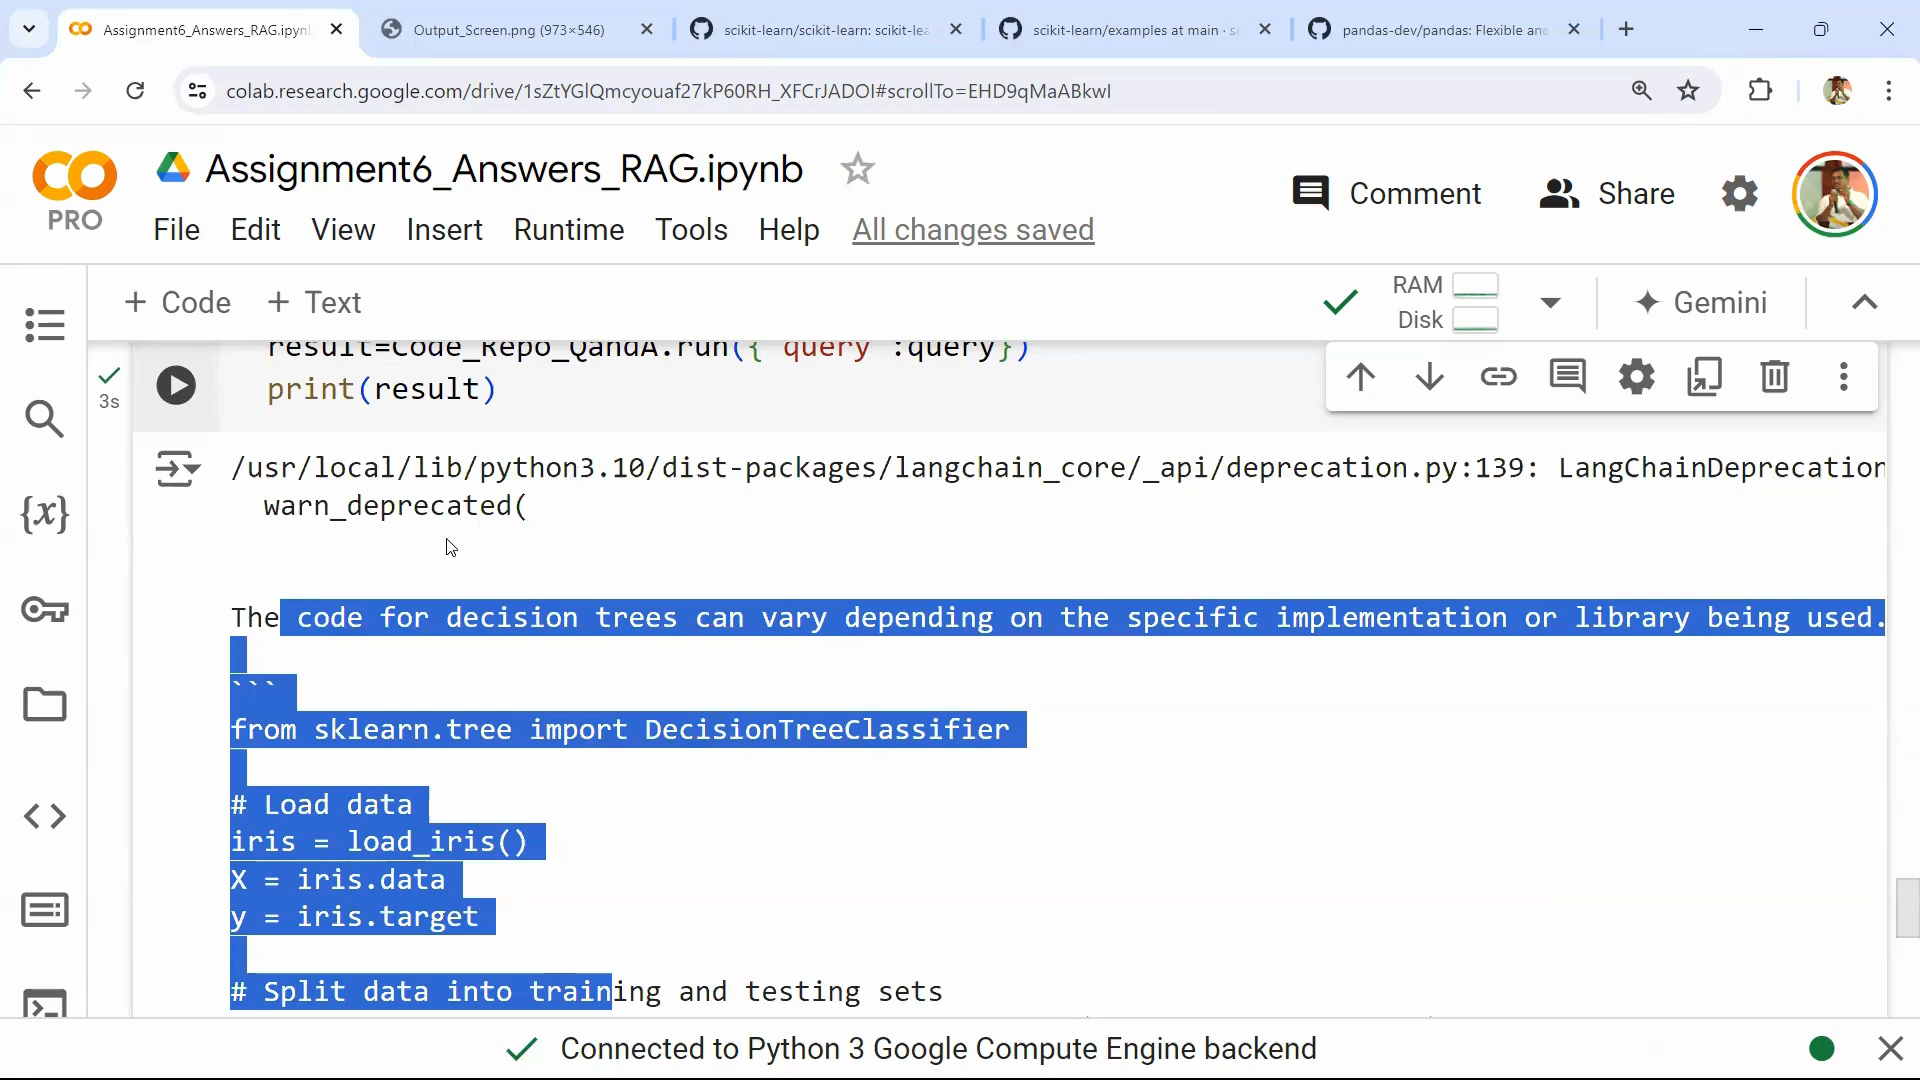 Assignment6_Answers_RAG.ipynb
Output_Screen.png (973×546)
scikit-learn/scikit-learn: scikit-lea
scikit-learn/examples at main · s
pandas-dev/pandas: Flexible and
colab.research.google.com/drive/1sZtYGlQmcyouaf27kP60RH_XFCrJADOI#scrollTo=EHD9qMaABkwI
CO
PRO
Assignment6_Answers_RAG.ipynb
Comment
Share
File Edit View Insert Runtime Tools Help All changes saved
+ Code + Text
RAM
Disk
Gemini
result=Code_Repo_QandA.run({"query":query})
3s
print(result)
/usr/local/lib/python3.10/dist-packages/langchain_core/_api/deprecation.py:139: LangChainDeprecation
warn_deprecated(
{x}
The code for decision trees can vary depending on the specific implementation or library being used.
```
from sklearn.tree import DecisionTreeClassifier
# Load data
iris = load_iris()
X = iris.data
y = iris.target
# Split data into training and testing sets
Connected to Python 3 Google Compute Engine backend